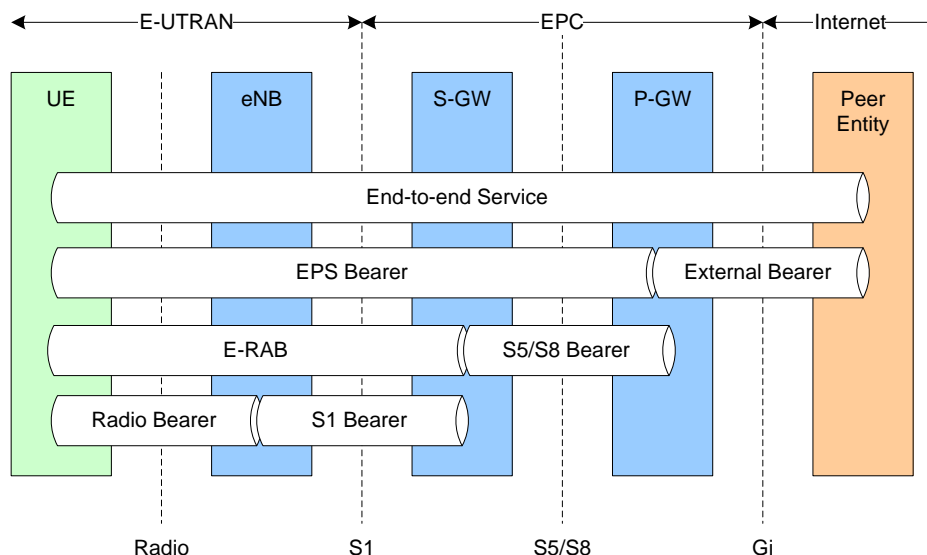 E-UTRAN EPC Internet
UE eNB S-GW P-GW Peer
Entity
End-to-end Service
EPS Bearer External Bearer
E-RAB S5/S8 Bearer
Radio Bearer S1 Bearer
Radio S1 S5/S8 Gi